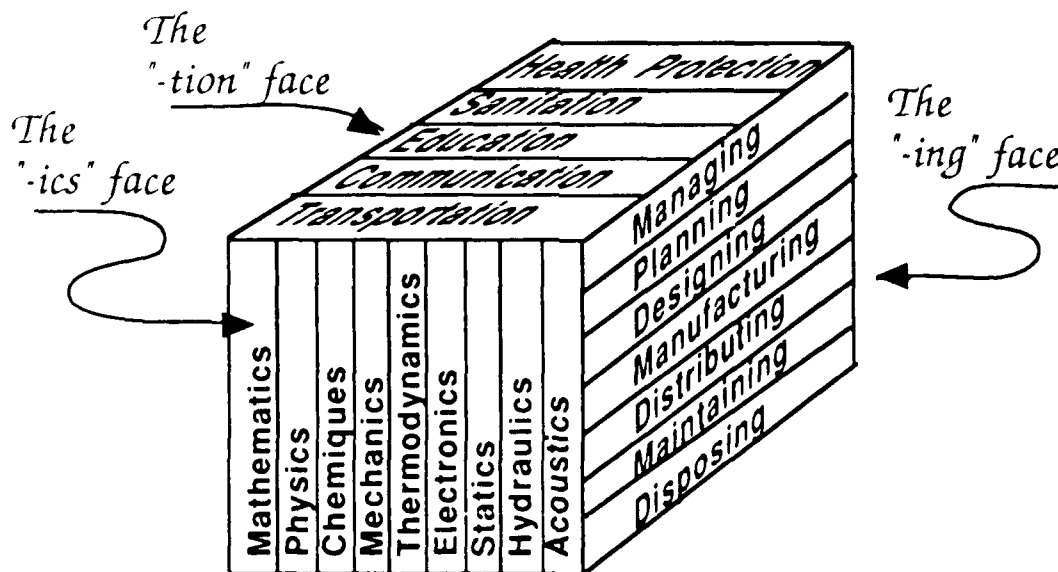 The
"-tion" face
The
"-ics" face
The
"-ing" face
Health Protection
Sanitation
Education
Communication
Transportation
Mathematics
Physics
Chemiques
Mechanics
Thermodynamics
Electronics
Statics
Hydraulics
Acoustics
Managing
Planning
Designing
Manufacturing
Distributing
Maintaining
Disposing